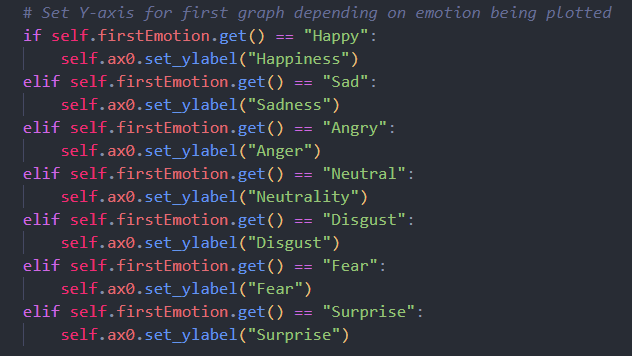 # Set Y-axis for first graph depending on emotion being plotted
if self.firstEmotion.get() == "Happy":
    self.ax0.set_ylabel("Happiness")
elif self.firstEmotion.get() == "Sad":
    self.ax0.set_ylabel("Sadness")
elif self.firstEmotion.get() == "Angry":
    self.ax0.set_ylabel("Anger")
elif self.firstEmotion.get() == "Neutral":
    self.ax0.set_ylabel("Neutrality")
elif self.firstEmotion.get() == "Disgust":
    self.ax0.set_ylabel("Disgust")
elif self.firstEmotion.get() == "Fear":
    self.ax0.set_ylabel("Fear")
elif self.firstEmotion.get() == "Surprise":
    self.ax0.set_ylabel("Surprise")